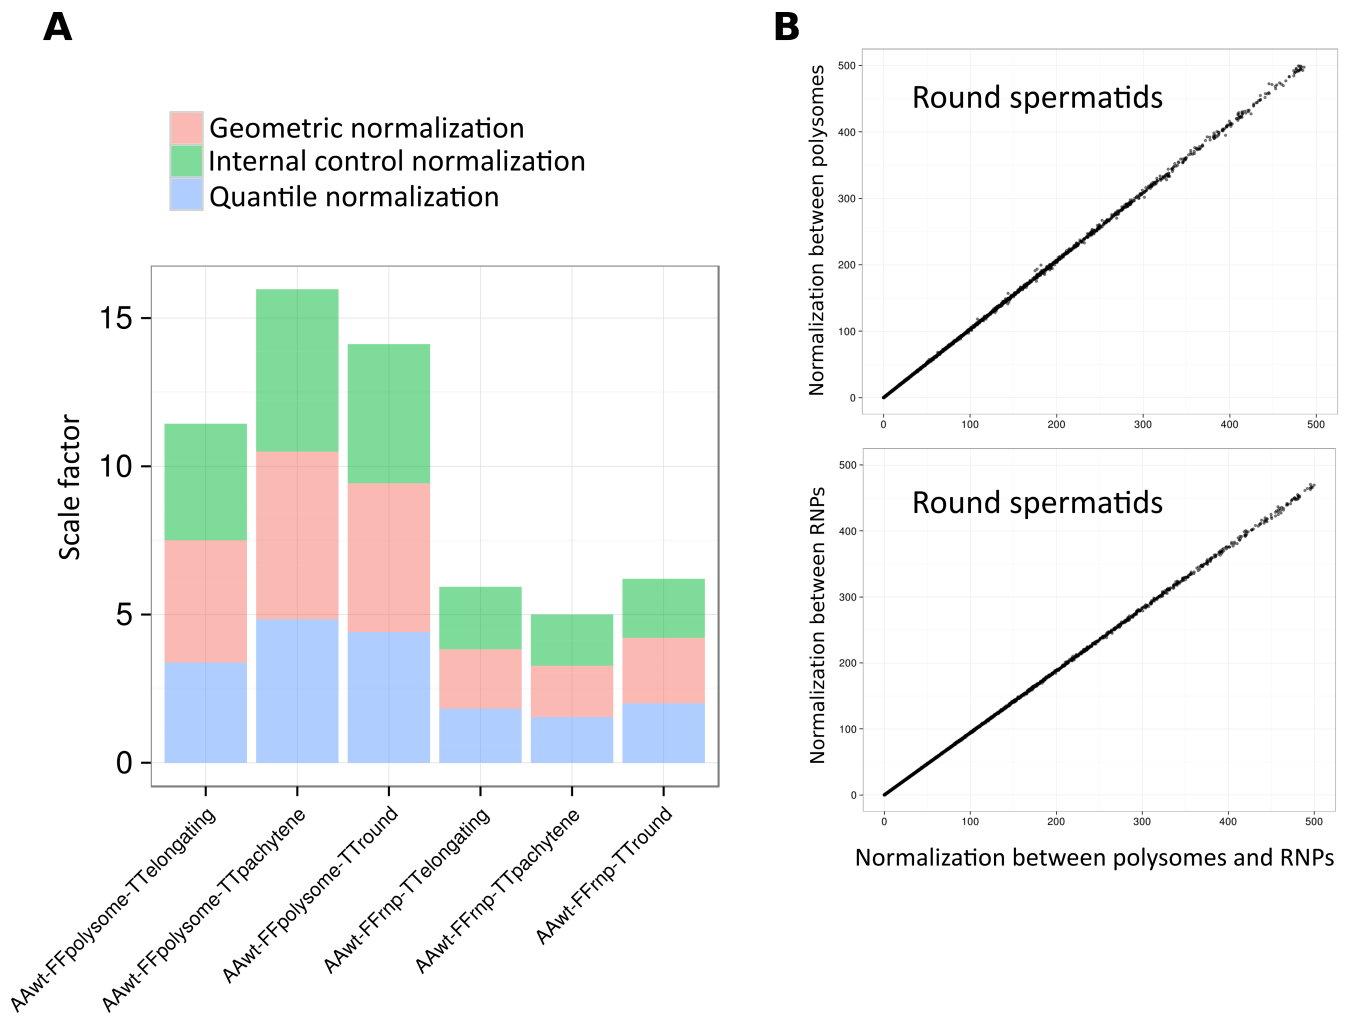 A
Geometric normalization
Internal control normalization
Quantile normalization
Scale factor
15
10
5
0
AAwt-FFpolysome-TTelongating
AAwt-FFpolysome-TTpachytene
AAwt-FFpolysome-TTround
AAwt-FFrnp-TTelongating
AAwt-FFrnp-TTpachytene
AAwt-FFrnp-TTround
B
Normalization between polysomes
Round spermatids
500
400
300
200
100
0
0 100 200 300 400 500
Normalization between RNPs
Round spermatids
500
400
300
200
100
0
0 100 200 300 400 500
Normalization between polysomes and RNPs